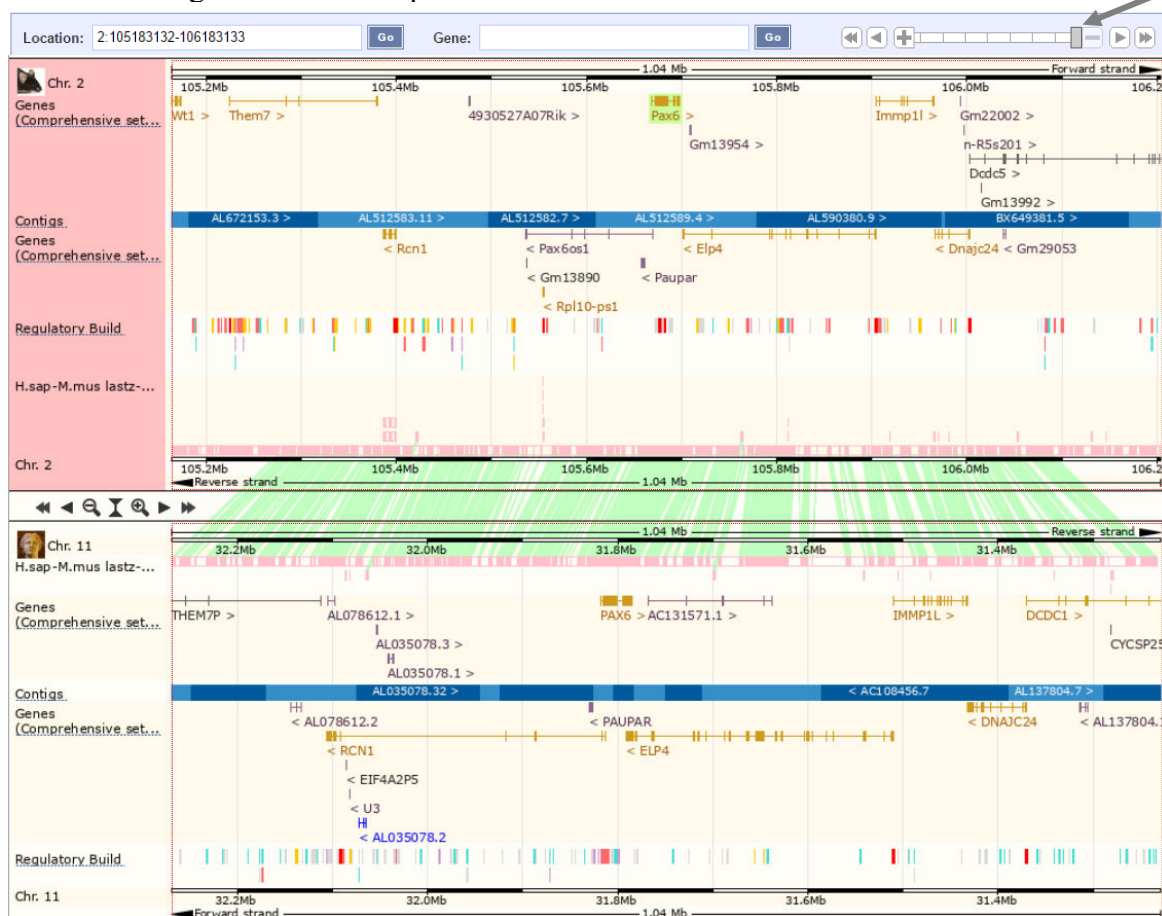 Location: 2:105183132-106183133 Go Gene: Go
1.04 Mb Forward strand
Chr. 2
105.2Mb 105.4Mb 105.6Mb 105.8Mb 106.0Mb 106.2
Genes
(Comprehensive set...
Wt1 > Them7 > 4930527A07Rik > Pax6 > Immp1l > Gm22002 >
Gm13954 > n-R5s201 >
Dcdc5 >
Gm13992 >
Contigs AL672153.3 > AL512583.11 > AL512582.7 > AL512589.4 > AL590380.9 > BX649381.5 >
Genes
(Comprehensive set...
< Rcn1 < Pax6os1 < Elp4 < Dnajc24 < Gm29053
< Gm13890 < Paupar
< Rpl10-ps1
Regulatory Build
H.sap-M.mus lastz-...
Chr. 2
105.2Mb 105.4Mb 105.6Mb 105.8Mb 106.0Mb 106.2
Reverse strand 1.04 Mb
1.04 Mb Reverse strand
Chr. 11
32.2Mb 32.0Mb 31.8Mb 31.6Mb 31.4Mb
H.sap-M.mus lastz-...
Genes
(Comprehensive set...
THEM7P > AL078612.1 > PAX6 > AC131571.1 > IMMP1L > DCDC1 >
AL035078.3 > CYCSP25
AL035078.1 >
Contigs AL035078.32 > < AC108456.7 AL137804.7 >
Genes
(Comprehensive set...
< AL078612.2 < PAUPAR < DNAJC24 < AL137804.
< RCN1 < ELP4
< EIF4A2P5
< U3
< AL035078.2
Regulatory Build
Chr. 11
32.2Mb 32.0Mb 31.8Mb 31.6Mb 31.4Mb
Forward strand 1.04 Mb